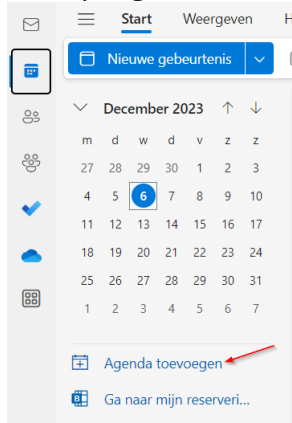 Start Weergeven H
Nieuwe gebeurtenis
December 2023
m d w d v z z
27 28 29 30 1 2 3
4 5 6 7 8 9 10
11 12 13 14 15 16 17
18 19 20 21 22 23 24
25 26 27 28 29 30 31
1 2 3 4 5 6 7
Agenda toevoegen
Ga naar mijn reserveri...